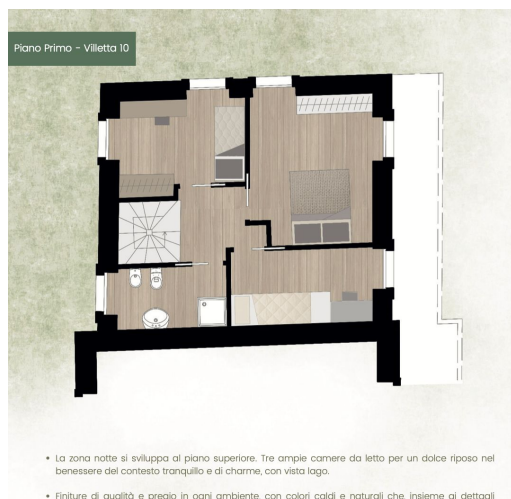 Piano Primo - Villetta 10
• La zona notte si sviluppa al piano superiore. Tre ampie camere da letto per un dolce riposo nel
benessere del contesto tranquillo e di charme, con vista lago.
• Finiture di qualità e pregio in ogni ambiente, con colori caldi e naturali che, insieme ai dettagli